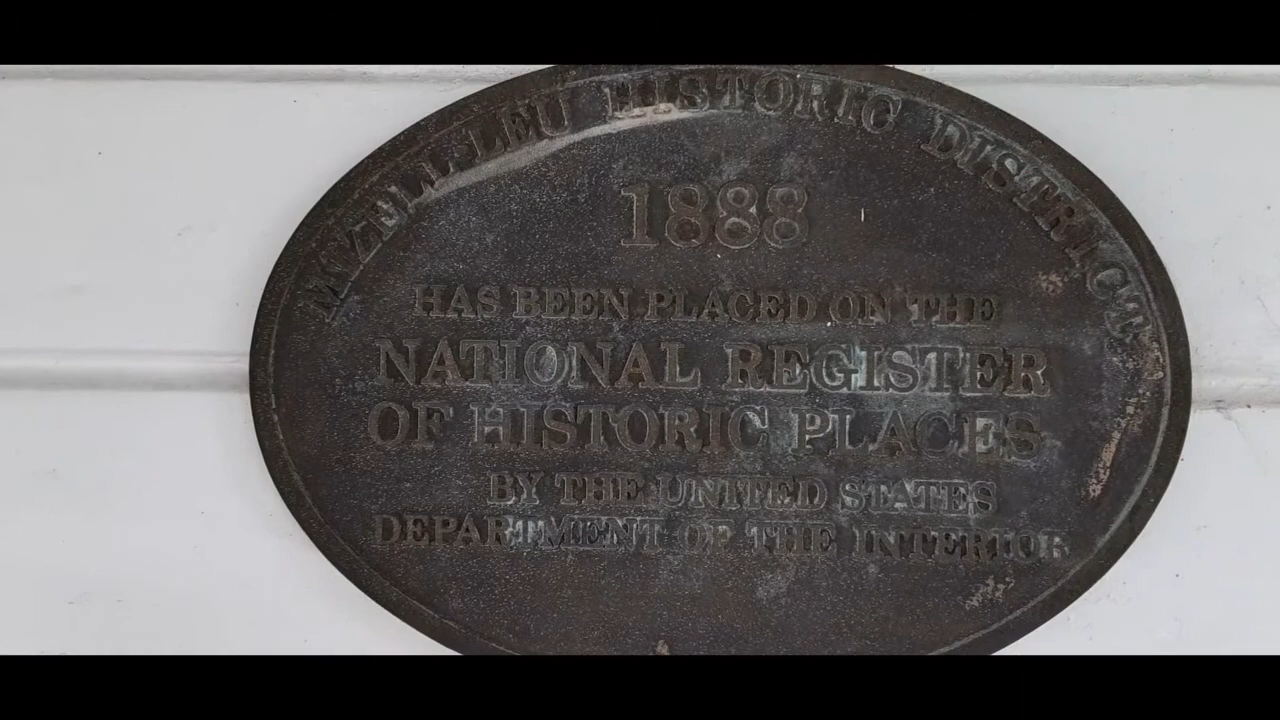 MIZELL-LEU HISTORIC DISTRICT
1888
HAS BEEN PLACED ON THE
NATIONAL REGISTER
OF HISTORIC PLACES
BY THE UNITED STATES
DEPARTMENT OF THE INTERIOR